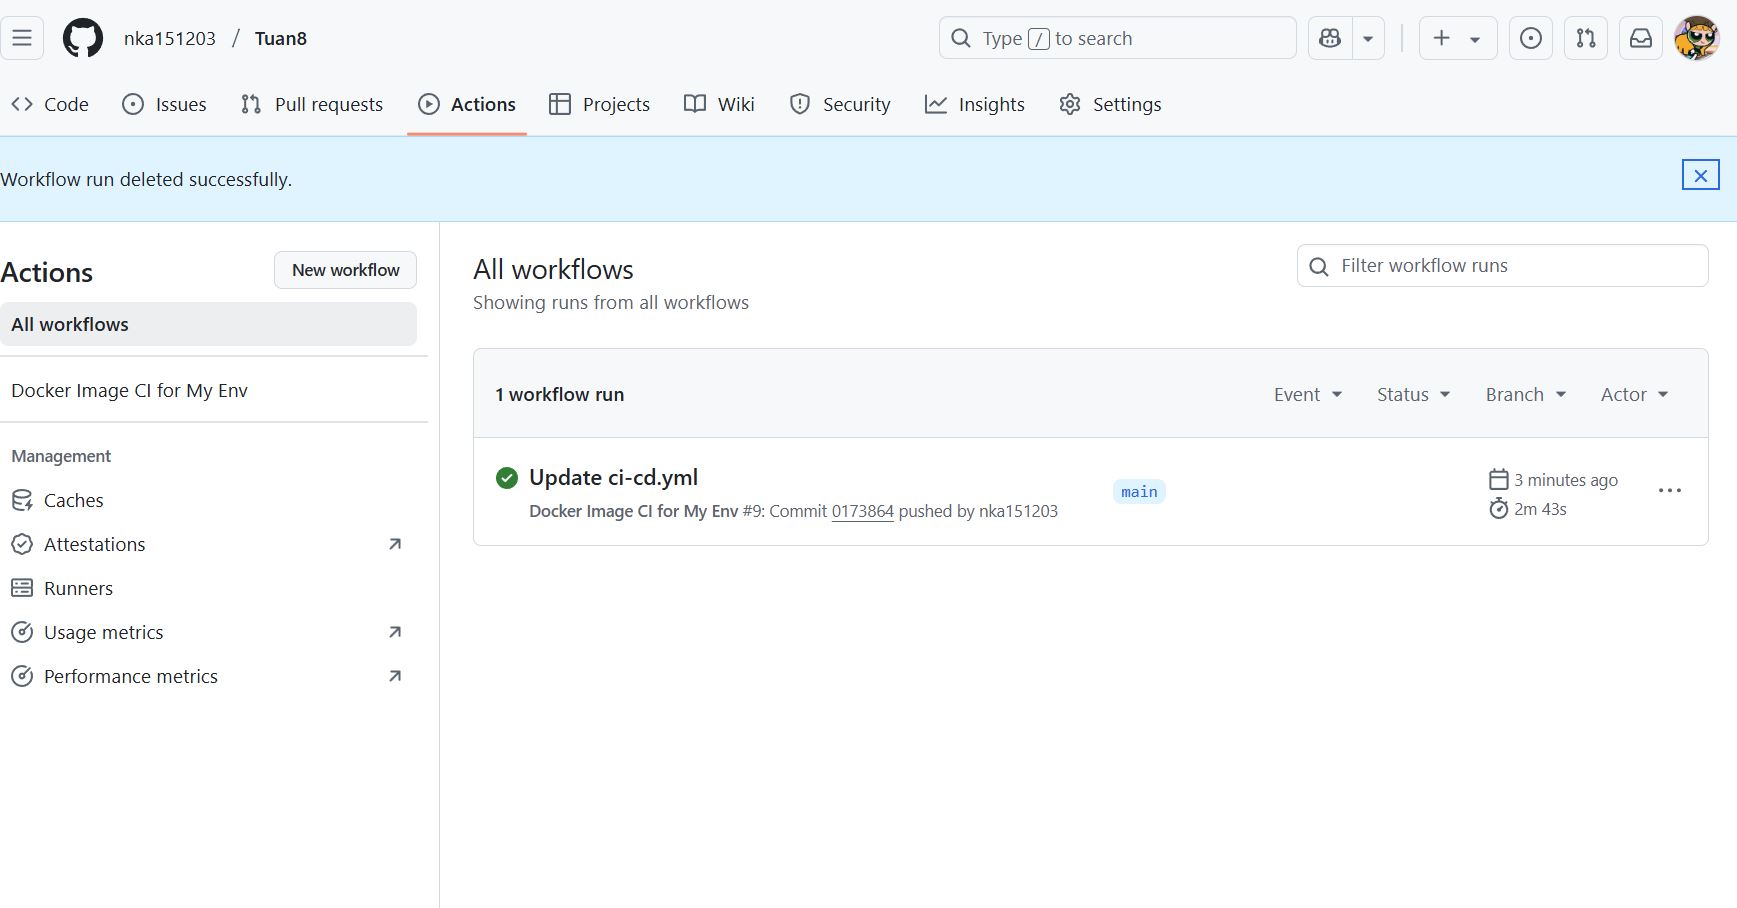 nka151203 / Tuan8
Type / to search
Code Issues Pull requests Actions Projects Wiki Security Insights Settings
Workflow run deleted successfully.
Actions
New workflow
All workflows
Docker Image CI for My Env
Management
Caches
Attestations
Runners
Usage metrics
Performance metrics
All workflows
Showing runs from all workflows
Filter workflow runs
1 workflow run
Event Status Branch Actor
Update ci-cd.yml
Docker Image CI for My Env #9: Commit 0173864 pushed by nka151203
main
3 minutes ago
2m 43s